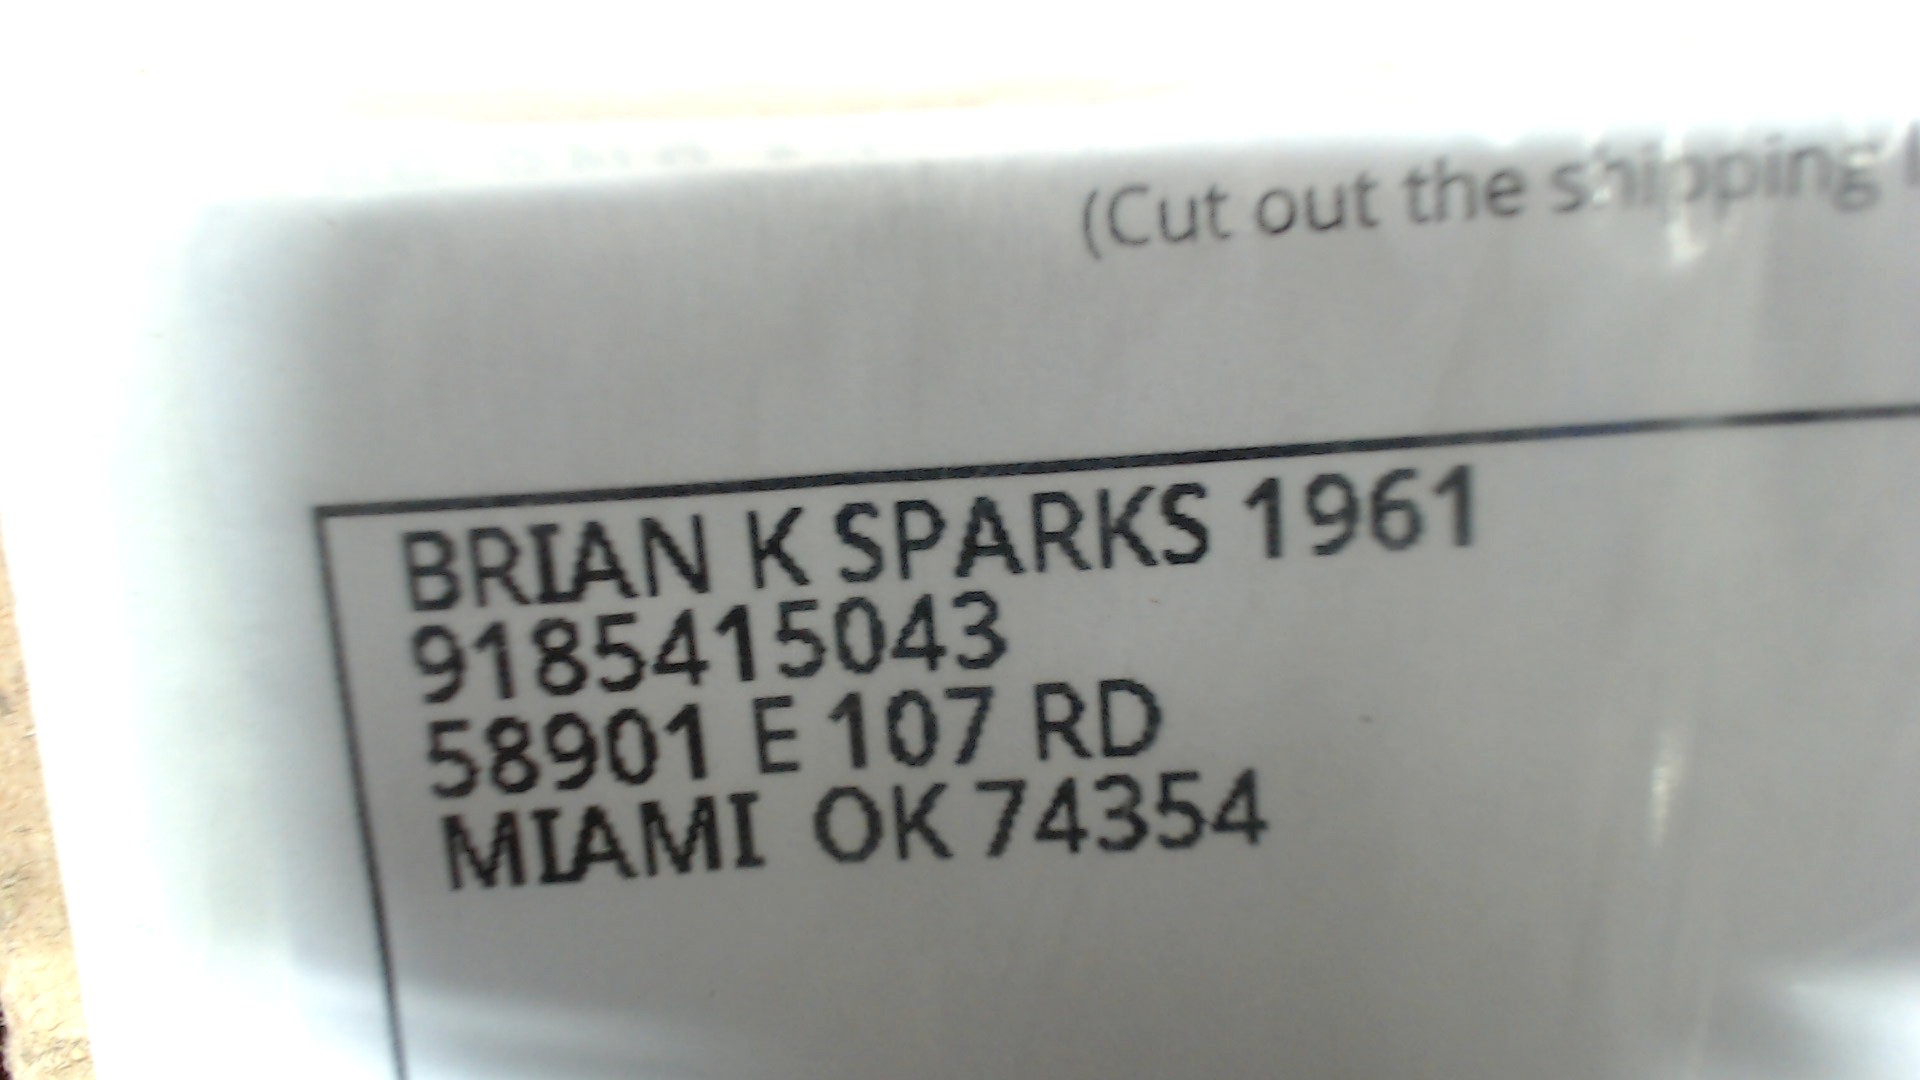 (Cut out the shipping
BRIAN K SPARKS 1961
9185415043
58901 E 107 RD
MIAMI OK 74354